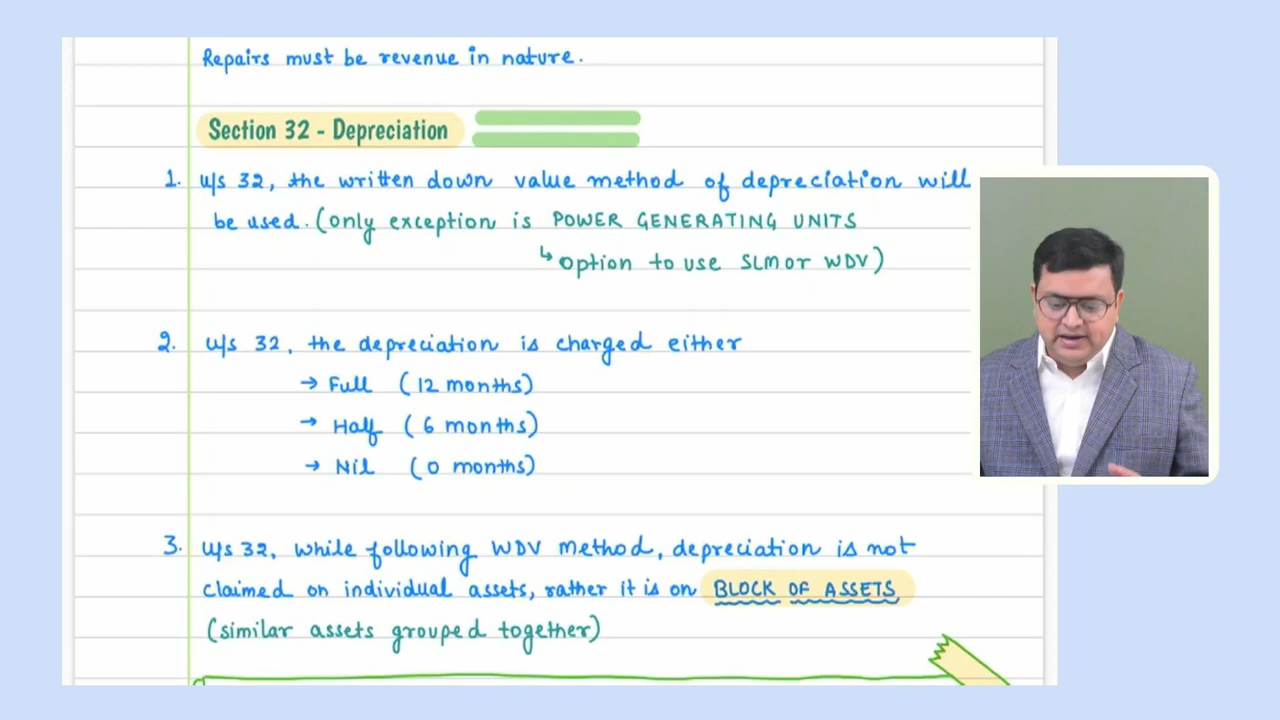 Repairs must be revenue in nature.
Section 32 - Depreciation
1. u/s 32, the written down value method of depreciation will
be used. (only exception is POWER GENERATING UNITS
↳ option to use SLM or WDV)
2. u/s 32, the depreciation is charged either
→ Full (12 months)
→ Half (6 months)
→ Nil (0 months)
3. u/s 32, while following WDV method, depreciation is not
claimed on individual assets, rather it is on BLOCK OF ASSETS
(similar assets grouped together)